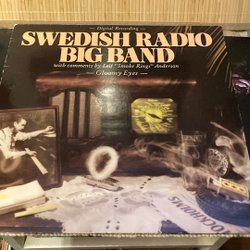 — Digital Recording —
SWEDISH RADIO
BIG BAND
with comments by Leif "Smoke Rings" Anderson
— Gloomy Eyes —